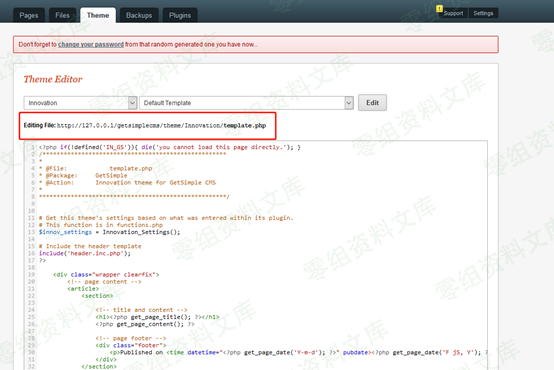 Pages Files Theme Backups Plugins ! Support Settings
Don't forget to change your password from that random generated one you have now...
Theme Editor
Innovation Default Template Edit
Editing File: http://127.0.0.1/getsimplecms/theme/Innovation/template.php
1 <?php if(!defined('IN_GS')){ die('you cannot load this page directly.'); }
2 /****************************************************
3 *
4 * @File: template.php
5 * @Package: GetSimple
6 * @Action: Innovation theme for GetSimple CMS
7 *
8 *****************************************************/
9
10
11 # Get this theme's settings based on what was entered within its plugin.
12 # This function is in functions.php
13 $innov_settings = Innovation_Settings();
14
15 # Include the header template
16 include('header.inc.php');
17 ?>
18
19 <div class="wrapper clearfix">
20 <!-- page content -->
21 <article>
22 <section>
23
24 <!-- title and content -->
25 <h1><?php get_page_title(); ?></h1>
26 <?php get_page_content(); ?>
27
28 <!-- page footer -->
29 <div class="footer">
30 <p>Published on <time datetime="<?php get_page_date('Y-m-d'); ?>" pubdate><?php get_page_date('F jS, Y'); ?
31 </div>
32 </section>
零组资料文库